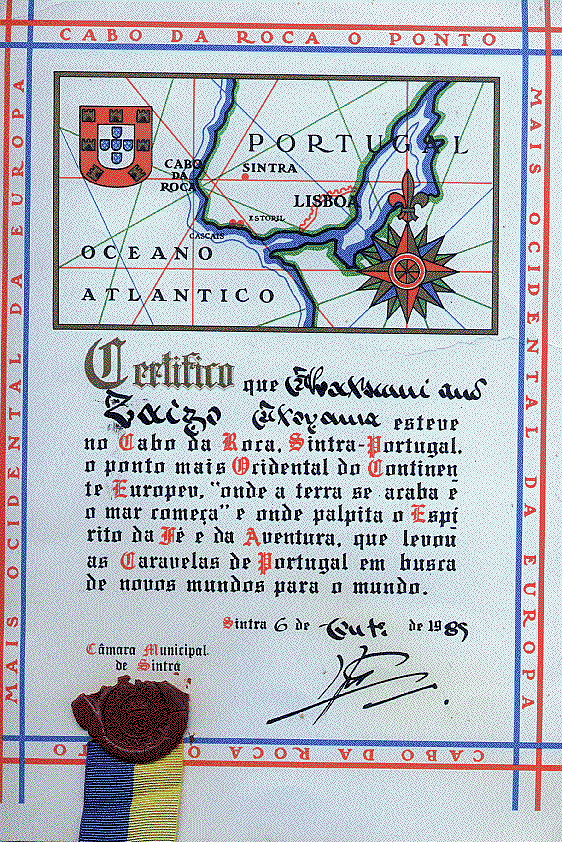 CABO DA ROCA O PONTO
MAIS OCIDENTAL DA EUROPA
MAIS OCIDENTAL DA EUROPA
PORTUGAL
CABO
DA
ROCA
SINTRA
LISBOA
ESTORIL
CASCAIS
OCEANO
ATLANTICO
Certifico que
Taizo esteve
no Cabo da Roca, Sintra-Portugal,
o ponto mais Ocidental do Continen
te Europeu, "onde a terra se acaba e
o mar começa" e onde palpita o Espí
rito da Fé e da Aventura, que levou
as Caravelas de Portugal em busca
de novos mundos para o mundo.
Sintra 6 de Outº. de 1985
Câmara Municipal
de Sintra
CABO DA ROCA O TO